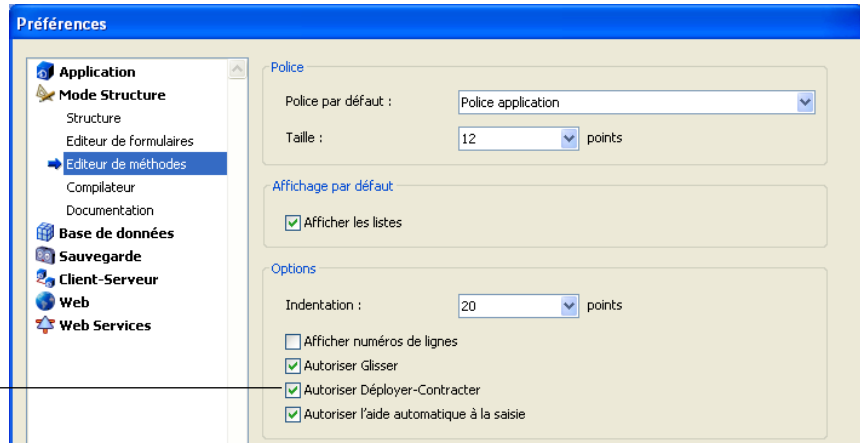 Préférences
Application
Mode Structure
Structure
Editeur de formulaires
Editeur de méthodes
Compilateur
Documentation
Base de données
Sauvegarde
Client-Serveur
Web
Web Services
Police
Police par défaut :
Police application
Taille :
12
points
Affichage par défaut
Afficher les listes
Options
Indentation :
20
points
Afficher numéros de lignes
Autoriser Glisser
Autoriser Déployer-Contracter
Autoriser l'aide automatique à la saisie